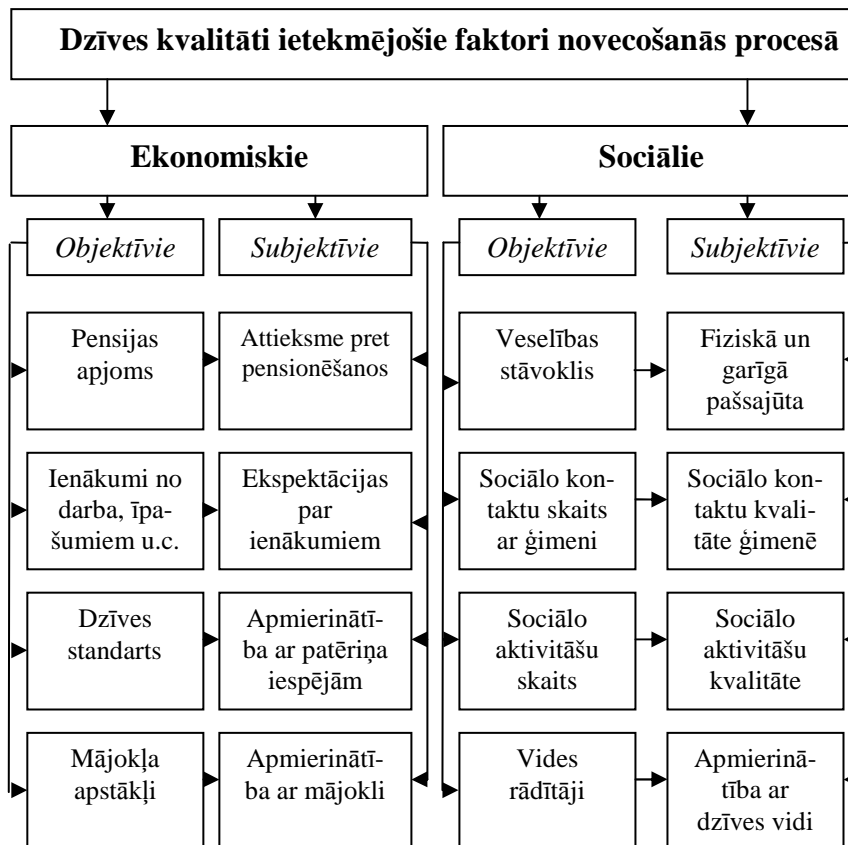 Dzīves kvalitāti ietekmējošie faktori novecošanās procesā
Ekonomiskie
Sociālie
Objektīvie
Subjektīvie
Objektīvie
Subjektīvie
Pensijas
apjoms
Attieksme pret
pensionēšanos
Veselības
stāvoklis
Fiziskā un
garīgā
pašsajūta
Ienākumi no
darba, īpa-
šumiem u.c.
Ekspektācijas
par
ienākumiem
Sociālo kon-
taktu skaits
ar ģimeni
Sociālo kon-
taktu kvali-
tāte ģimenē
Dzīves
standarts
Apmierinātī-
ba ar patēriņa
iespējām
Sociālo
aktivitāšu
skaits
Sociālo
aktivitāšu
kvalitāte
Mājokļa
apstākļi
Apmierinātī-
ba ar mājokli
Vides
rādītāji
Apmierinā-
tība ar
dzīves vidi